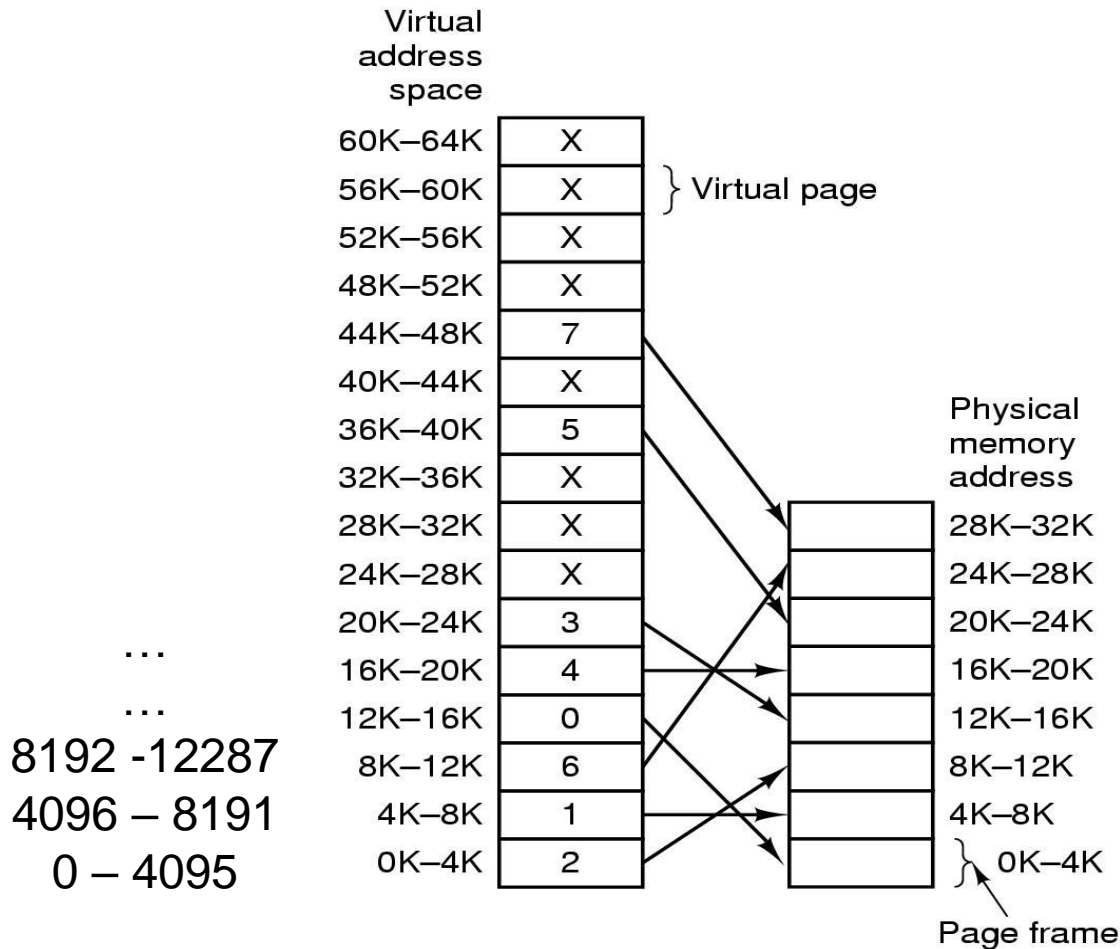 Virtual
address
space
60K–64K X
56K–60K X } Virtual page
52K–56K X
48K–52K X
44K–48K 7
40K–44K X
36K–40K 5
32K–36K X
28K–32K X
24K–28K X
20K–24K 3
16K–20K 4
12K–16K 0
8K–12K 6
4K–8K 1
0K–4K 2
...
...
8192 -12287
4096 – 8191
0 – 4095
Physical
memory
address
28K–32K
24K–28K
20K–24K
16K–20K
12K–16K
8K–12K
4K–8K
0K–4K
Page frame